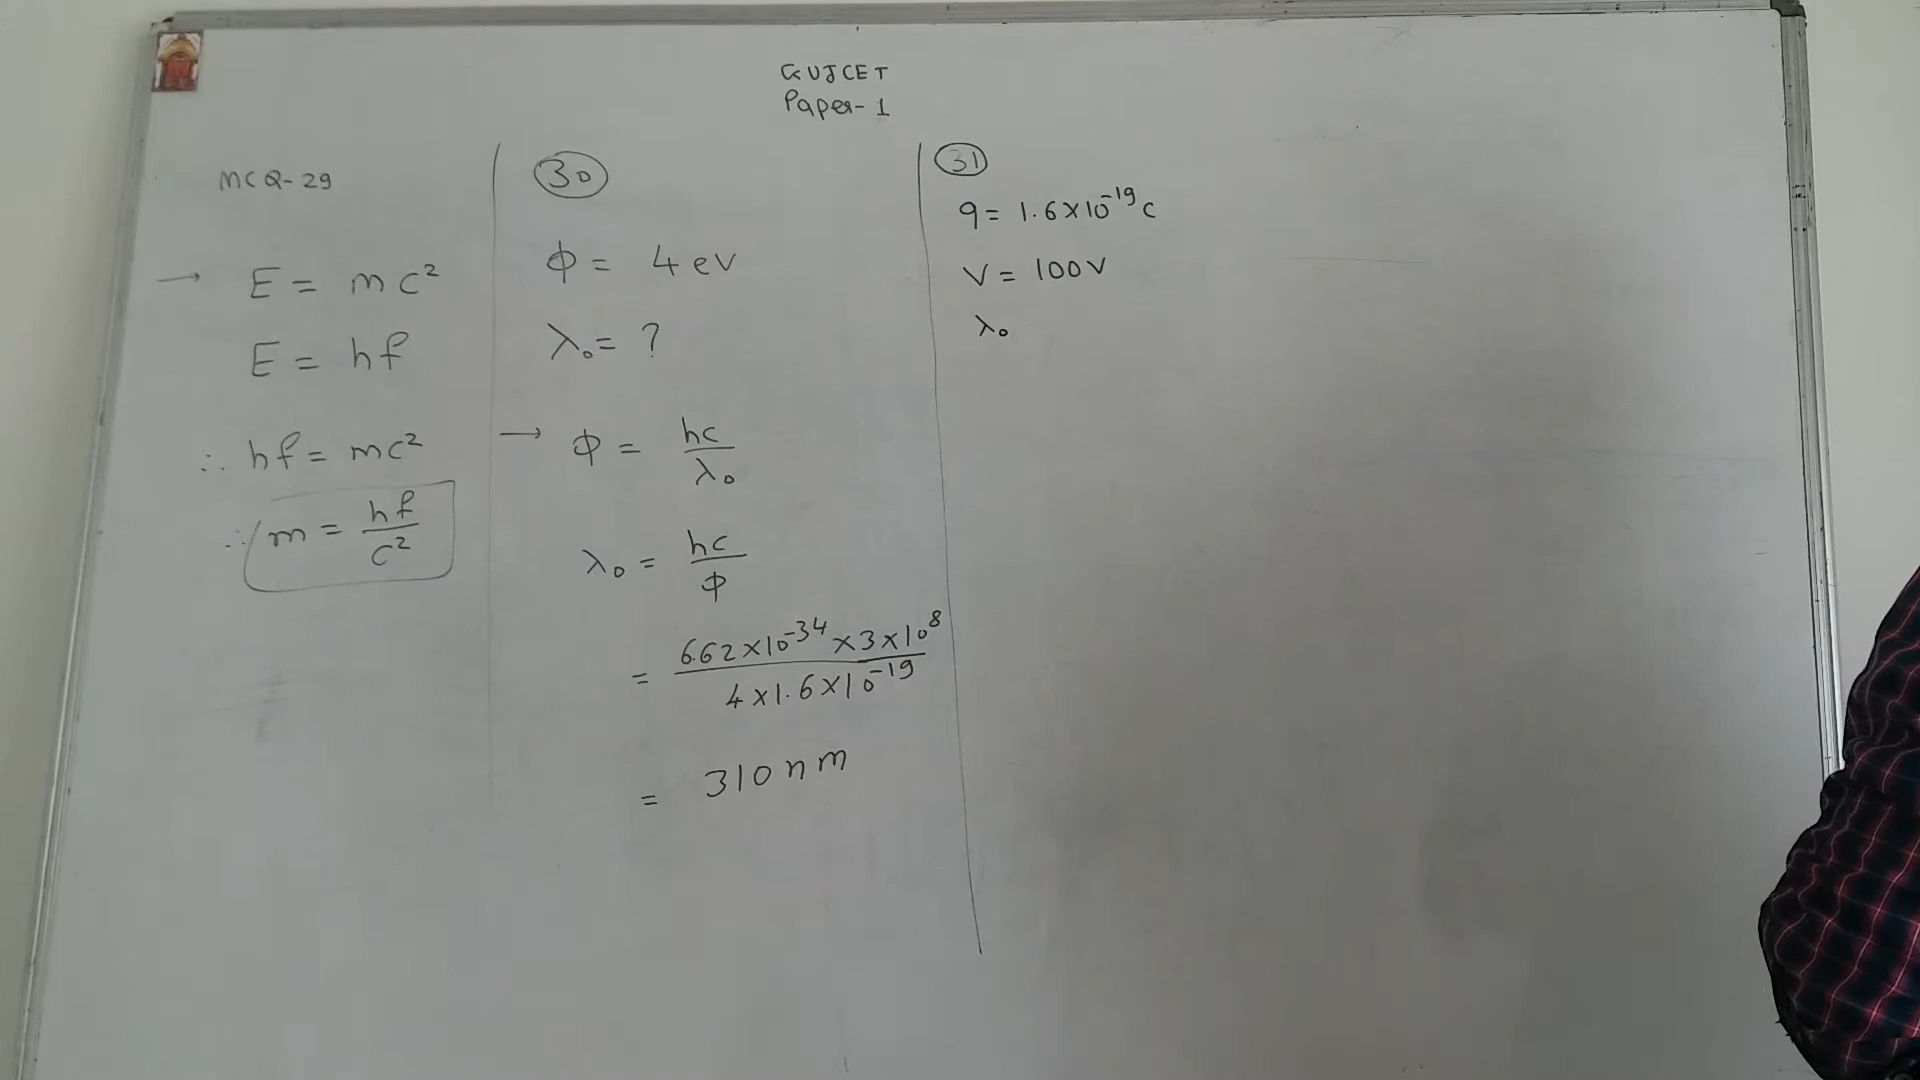 GUJCET
Paper-1
MCQ-29
→ E = mc²
E = hf
∴ hf = mc²
∴ m = hf/c²
30
ϕ = 4 ev
λ₀ = ?
→ ϕ = hc/λ₀
λ₀ = hc/ϕ
= 6.62×10⁻³⁴ × 3×10⁸ / 4×1.6×10⁻¹⁹
= 310 nm
31
q = 1.6×10⁻¹⁹ c
V = 100 V
λ₀